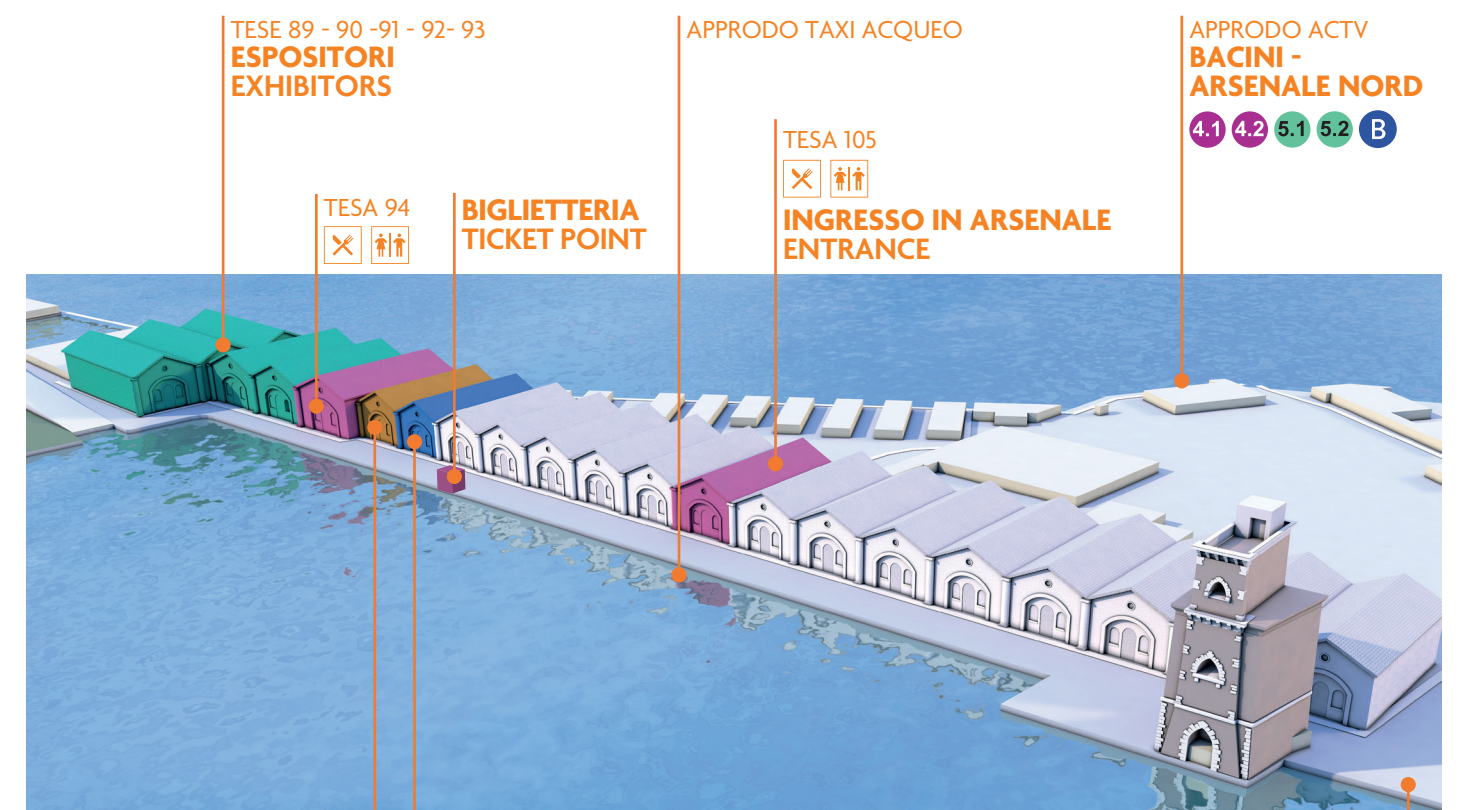 TESE 89 - 90 -91 - 92- 93
ESPOSITORI
EXHIBITORS
TESA 94
BIGLIETTERIA
TICKET POINT
APPRODO TAXI ACQUEO
TESA 105
INGRESSO IN ARSENALE
ENTRANCE
APPRODO ACTV
BACINI -
ARSENALE NORD
4.1 4.2 5.1 5.2 B